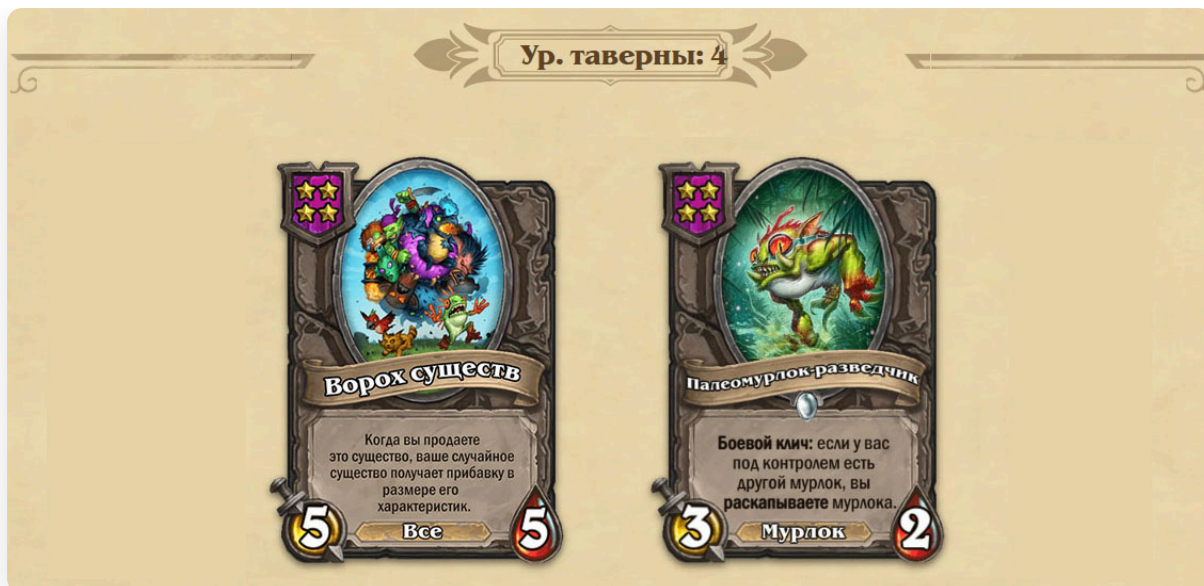 Ур. таверны: 4
Ворох существ
Когда вы продаете
это существо, ваше случайное
существо получает прибавку в
размере его
характеристик.
5
Все
5
Палеомурлок-разведчик
Боевой клич: если у вас
под контролем есть
другой мурлок, вы
раскапываете мурлока.
3
Мурлок
2